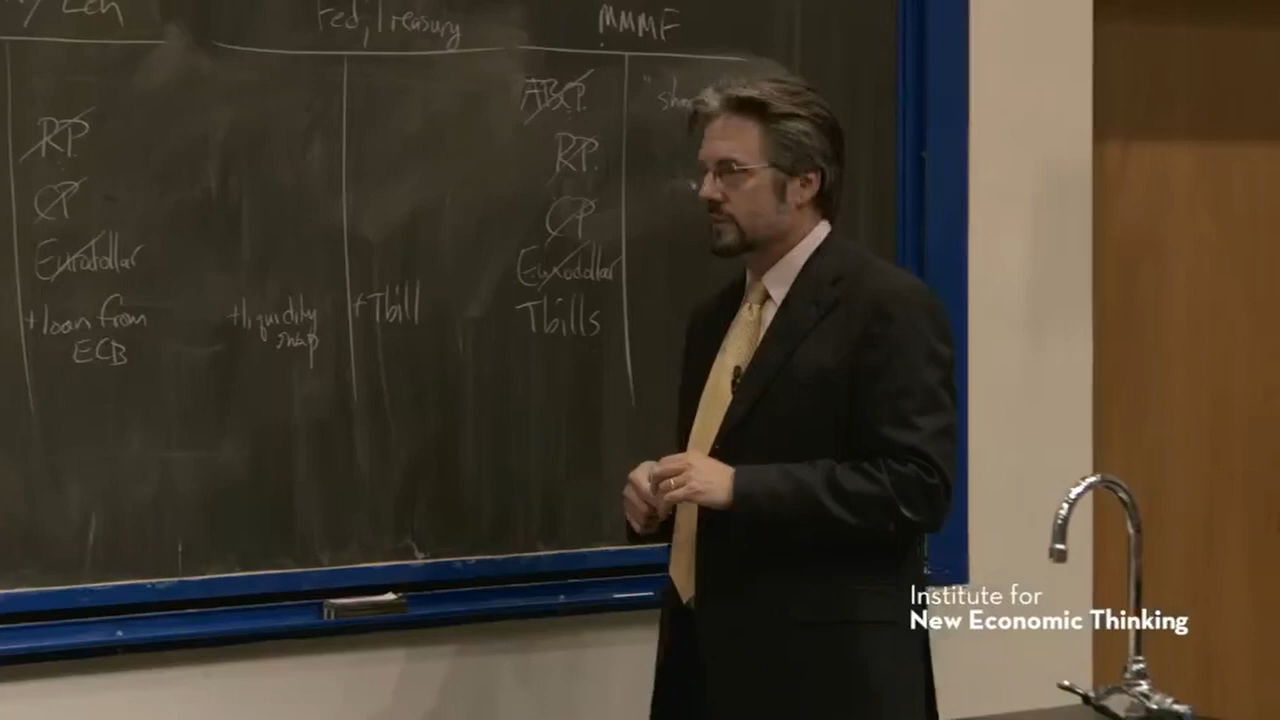 Fed, Treasury
MMMF
ABCP
RP
RP
CP
CP
Eurodollar
Eurodollar
+loan from
ECB
+liquidity
swap
+Tbill
Tbills
Institute for
New Economic Thinking